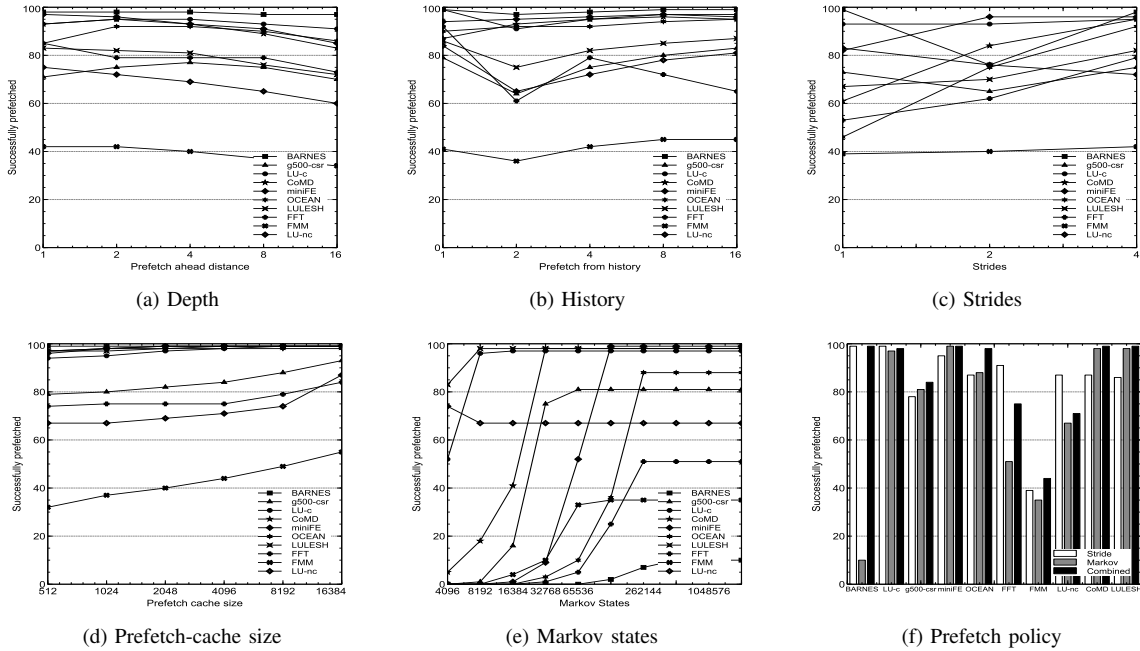 100
80
60
40
20
0
Successfully prefetched
BARNES
g500-csr
LU-c
CoMD
miniFE
OCEAN
LULESH
FFT
FMM
LU-nc
1 2 4 8 16
Prefetch ahead distance
(a) Depth
100
80
60
40
20
0
Successfully prefetched
BARNES
g500-csr
LU-c
CoMD
miniFE
OCEAN
LULESH
FFT
FMM
LU-nc
1 2 4 8 16
Prefetch from history
(b) History
100
80
60
40
20
0
Successfully prefetched
BARNES
g500-csr
LU-c
CoMD
miniFE
OCEAN
LULESH
FFT
FMM
LU-nc
1 2 4
Strides
(c) Strides
100
80
60
40
20
0
Successfully prefetched
BARNES
g500-csr
LU-c
CoMD
miniFE
OCEAN
LULESH
FFT
FMM
LU-nc
512 1024 2048 4096 8192 16384
Prefetch cache size
(d) Prefetch-cache size
100
80
60
40
20
0
Successfully prefetched
BARNES
g500-csr
LU-c
CoMD
miniFE
OCEAN
LULESH
FFT
FMM
LU-nc
4096 8192 16384 32768 65536 262144 1048576
Markov States
(e) Markov states
100
80
60
40
20
0
Successfully prefetched
Stride
Markov
Combined
BARNES LU-c g500-csr miniFE OCEAN FFT FMM LU-nc CoMD LULESH
(f) Prefetch policy